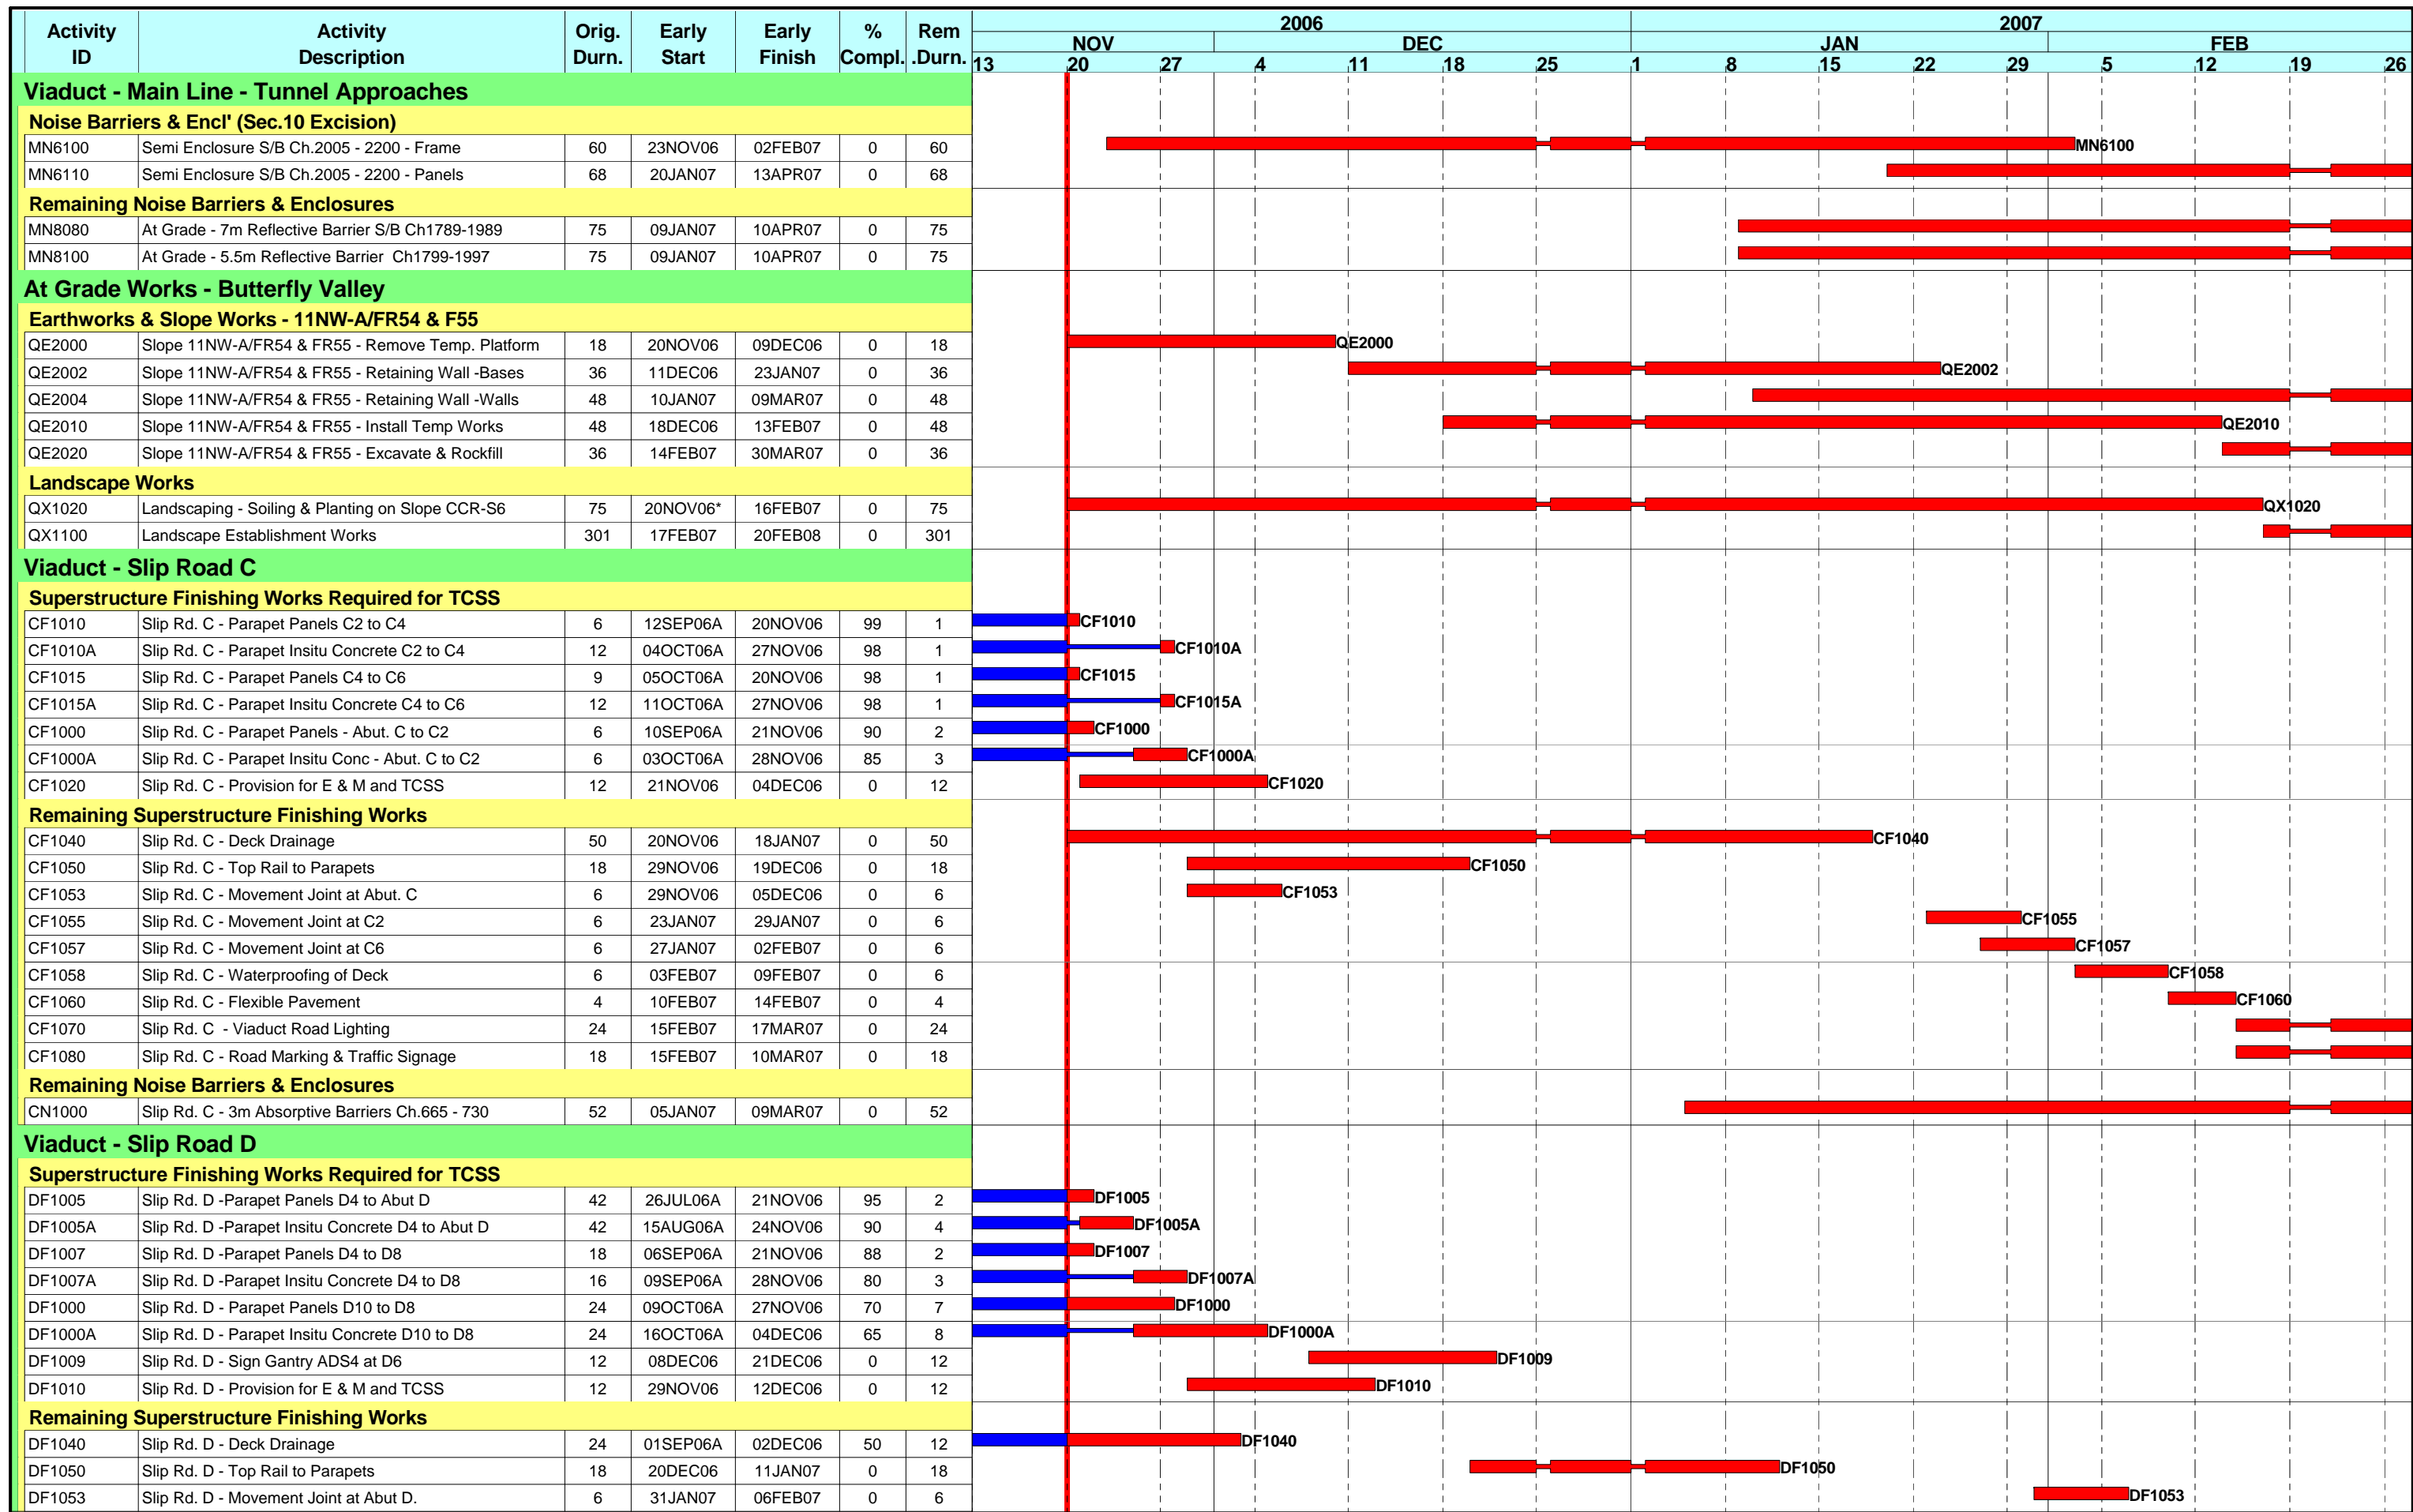 2006 2007
Activity Activity Orig. Early Early % Rem
NOV DEC JAN FEB
ID Description Durn. Start Finish Compl. .Durn.
13 20 27 4 11 18 25 1 8 15 22 29 5 12 19 26
Viaduct - Main Line - Tunnel Approaches
Noise Barriers & Encl' (Sec.10 Excision)
MN6100 Semi Enclosure S/B Ch.2005 - 2200 - Frame 60 23NOV06 02FEB07 0 60 MN6100
MN6110 Semi Enclosure S/B Ch.2005 - 2200 - Panels 68 20JAN07 13APR07 0 68
Remaining Noise Barriers & Enclosures
MN8080 At Grade - 7m Reflective Barrier S/B Ch1789-1989 75 09JAN07 10APR07 0 75
MN8100 At Grade - 5.5m Reflective Barrier Ch1799-1997 75 09JAN07 10APR07 0 75
At Grade Works - Butterfly Valley
Earthworks & Slope Works - 11NW-A/FR54 & F55
QE2000 Slope 11NW-A/FR54 & FR55 - Remove Temp. Platform 18 20NOV06 09DEC06 0 18 QE2000
QE2002 Slope 11NW-A/FR54 & FR55 - Retaining Wall -Bases 36 11DEC06 23JAN07 0 36 QE2002
QE2004 Slope 11NW-A/FR54 & FR55 - Retaining Wall -Walls 48 10JAN07 09MAR07 0 48
QE2010 Slope 11NW-A/FR54 & FR55 - Install Temp Works 48 18DEC06 13FEB07 0 48 QE2010
QE2020 Slope 11NW-A/FR54 & FR55 - Excavate & Rockfill 36 14FEB07 30MAR07 0 36
Landscape Works
QX1020 Landscaping - Soiling & Planting on Slope CCR-S6 75 20NOV06* 16FEB07 0 75 QX1020
QX1100 Landscape Establishment Works 301 17FEB07 20FEB08 0 301
Viaduct - Slip Road C
Superstructure Finishing Works Required for TCSS
CF1010 Slip Rd. C - Parapet Panels C2 to C4 6 12SEP06A 20NOV06 99 1 CF1010
CF1010A Slip Rd. C - Parapet Insitu Concrete C2 to C4 12 04OCT06A 27NOV06 98 1 CF1010A
CF1015 Slip Rd. C - Parapet Panels C4 to C6 9 05OCT06A 20NOV06 98 1 CF1015
CF1015A Slip Rd. C - Parapet Insitu Concrete C4 to C6 12 11OCT06A 27NOV06 98 1 CF1015A
CF1000 Slip Rd. C - Parapet Panels - Abut. C to C2 6 10SEP06A 21NOV06 90 2 CF1000
CF1000A Slip Rd. C - Parapet Insitu Conc - Abut. C to C2 6 03OCT06A 28NOV06 85 3 CF1000A
CF1020 Slip Rd. C - Provision for E & M and TCSS 12 21NOV06 04DEC06 0 12 CF1020
Remaining Superstructure Finishing Works
CF1040 Slip Rd. C - Deck Drainage 50 20NOV06 18JAN07 0 50 CF1040
CF1050 Slip Rd. C - Top Rail to Parapets 18 29NOV06 19DEC06 0 18 CF1050
CF1053 Slip Rd. C - Movement Joint at Abut. C 6 29NOV06 05DEC06 0 6 CF1053
CF1055 Slip Rd. C - Movement Joint at C2 6 23JAN07 29JAN07 0 6 CF1055
CF1057 Slip Rd. C - Movement Joint at C6 6 27JAN07 02FEB07 0 6 CF1057
CF1058 Slip Rd. C - Waterproofing of Deck 6 03FEB07 09FEB07 0 6 CF1058
CF1060 Slip Rd. C - Flexible Pavement 4 10FEB07 14FEB07 0 4 CF1060
CF1070 Slip Rd. C - Viaduct Road Lighting 24 15FEB07 17MAR07 0 24
CF1080 Slip Rd. C - Road Marking & Traffic Signage 18 15FEB07 10MAR07 0 18
Remaining Noise Barriers & Enclosures
CN1000 Slip Rd. C - 3m Absorptive Barriers Ch.665 - 730 52 05JAN07 09MAR07 0 52
Viaduct - Slip Road D
Superstructure Finishing Works Required for TCSS
DF1005 Slip Rd. D -Parapet Panels D4 to Abut D 42 26JUL06A 21NOV06 95 2 DF1005
DF1005A Slip Rd. D -Parapet Insitu Concrete D4 to Abut D 42 15AUG06A 24NOV06 90 4 DF1005A
DF1007 Slip Rd. D -Parapet Panels D4 to D8 18 06SEP06A 21NOV06 88 2 DF1007
DF1007A Slip Rd. D -Parapet Insitu Concrete D4 to D8 16 09SEP06A 28NOV06 80 3 DF1007A
DF1000 Slip Rd. D - Parapet Panels D10 to D8 24 09OCT06A 27NOV06 70 7 DF1000
DF1000A Slip Rd. D - Parapet Insitu Concrete D10 to D8 24 16OCT06A 04DEC06 65 8 DF1000A
DF1009 Slip Rd. D - Sign Gantry ADS4 at D6 12 08DEC06 21DEC06 0 12 DF1009
DF1010 Slip Rd. D - Provision for E & M and TCSS 12 29NOV06 12DEC06 0 12 DF1010
Remaining Superstructure Finishing Works
DF1040 Slip Rd. D - Deck Drainage 24 01SEP06A 02DEC06 50 12 DF1040
DF1050 Slip Rd. D - Top Rail to Parapets 18 20DEC06 11JAN07 0 18 DF1050
DF1053 Slip Rd. D - Movement Joint at Abut D. 6 31JAN07 06FEB07 0 6 DF1053